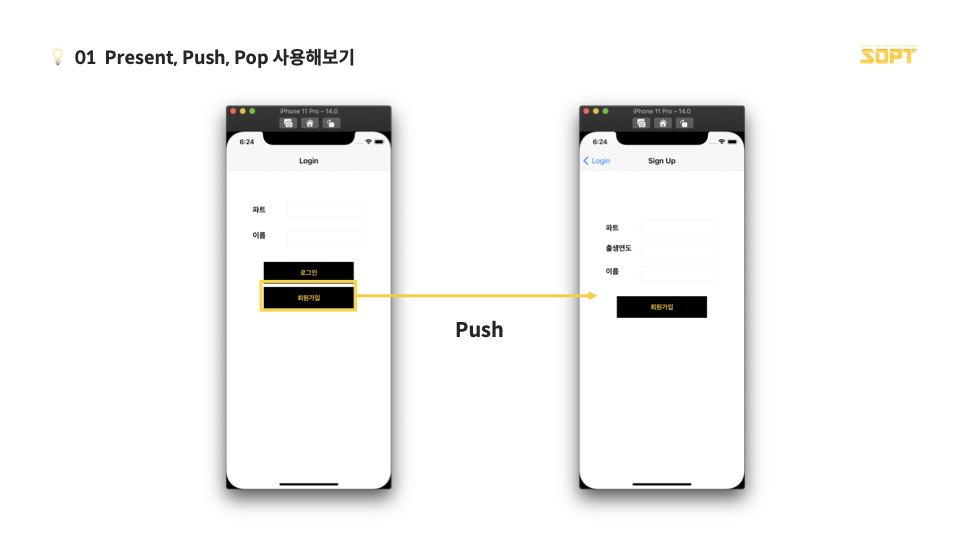 01 Present, Push, Pop 사용해보기
SOPT
iPhone 11 Pro – 14.0
6:24
Login
파트
이름
로그인
회원가입
Push
iPhone 11 Pro – 14.0
6:24
Login
Sign Up
파트
출생연도
이름
회원가입